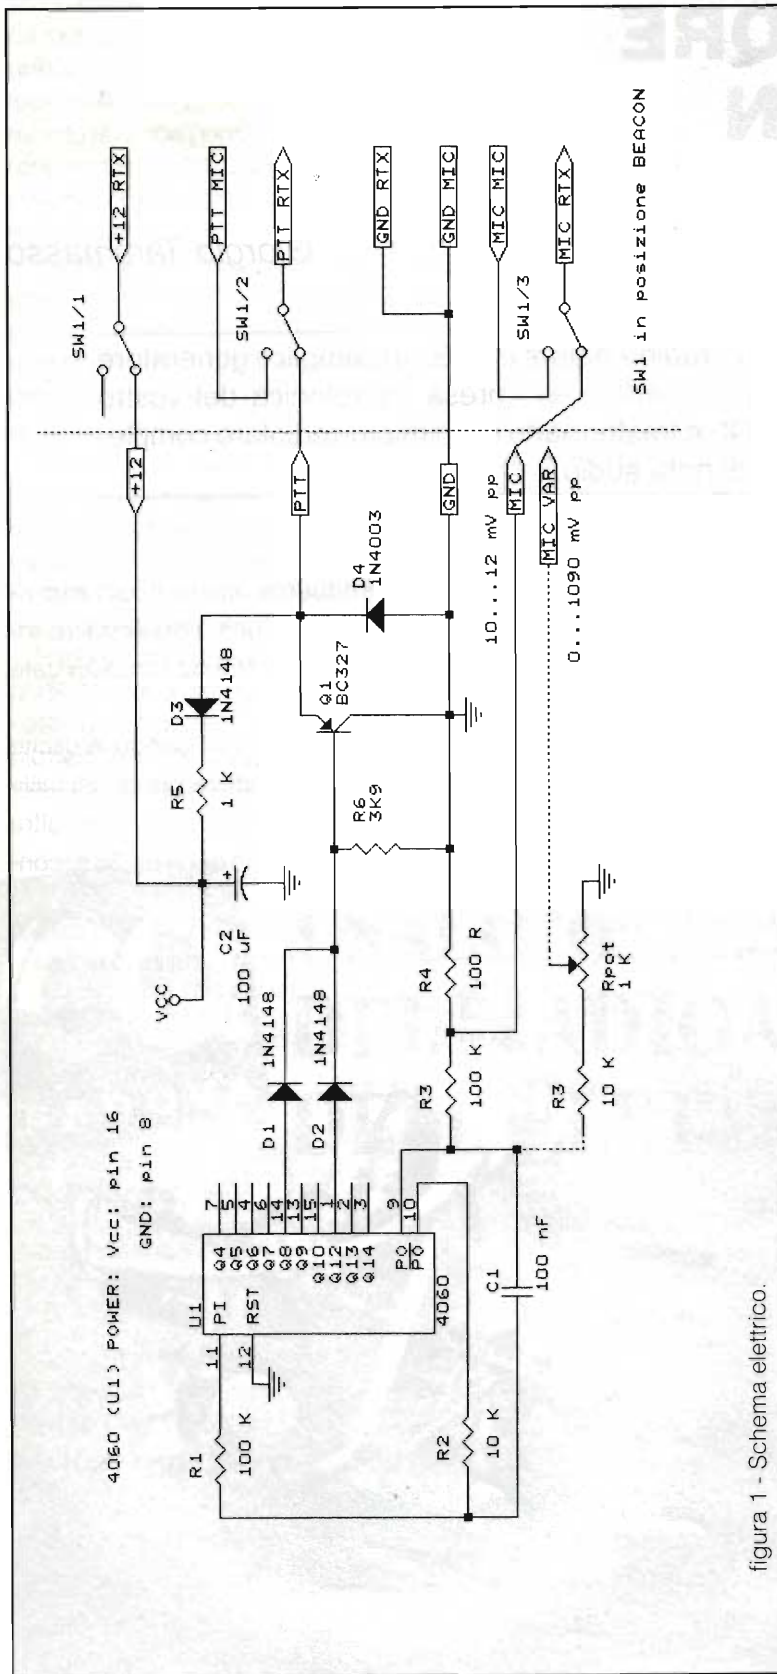 ORE
N
+12 RTX
SW1/1
+12
PTT MIC
PTT RTX
SW1/2
PTT
GND RTX
GND MIC
GND
MIC MIC
MIC RTX
SW1/3
MIC
10...12 mV pp
MIC VAR
0...1090 mV pp
SW1 in posizione BEACON
4060 (U1) POWER: Vcc: pin 16
GND: pin 8
VCC
C2
+
100 uF
R5
1 K
D3
1N4148
D4
1N4003
Q1
BC327
R6
3K9
D1
1N4148
D2
1N4148
R4
100 R
R3
100 K
R3
10 K
Rpot
1 K
U1
4060
11
PI
12
RST
Q4 7
Q5 5
Q6 4
Q7 6
Q8 14
Q9 13
Q10 15
Q12 1
Q13 2
Q14 3
PO 9
PO 10
R1
100 K
R2
10 K
C1
100 nF
figura 1 - Schema elettrico.